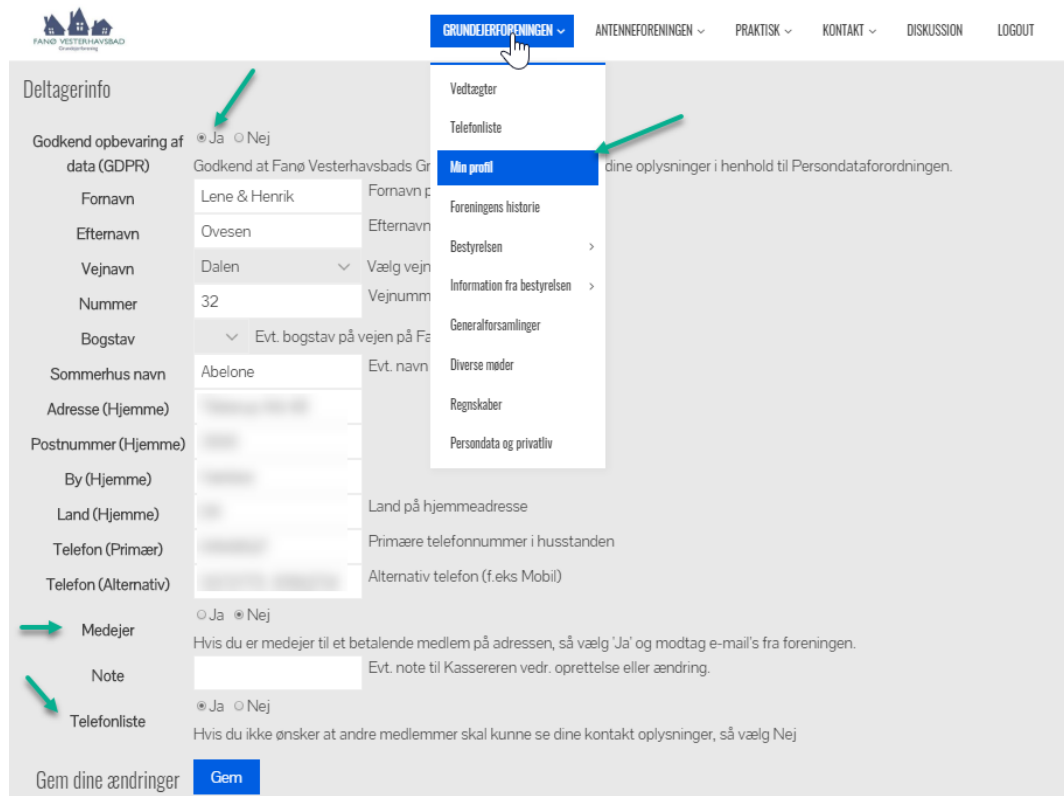 FANØ VESTERHAVSBAD
Grundejerforening
GRUNDEJERFORENINGEN
ANTENNEFORENINGEN
PRAKTISK
KONTAKT
DISKUSSION
LOGOUT
Vedtægter
Telefonliste
Min profil
Foreningens historie
Bestyrelsen
Information fra bestyrelsen
Generalforsamlinger
Diverse møder
Regnskaber
Persondata og privatliv
Deltagerinfo
Godkend opbevaring af data (GDPR)
Ja Nej
Godkend at Fanø Vesterhavsbads Gr dine oplysninger i henhold til Persondataforordningen.
Fornavn Lene & Henrik Fornavn p
Efternavn Ovesen Efternavn
Vejnavn Dalen Vælg vejn
Nummer 32 Vejnumm
Bogstav Evt. bogstav på vejen på Fa
Sommerhus navn Abelone Evt. navn
Adresse (Hjemme)
Postnummer (Hjemme)
By (Hjemme)
Land (Hjemme) Land på hjemmeadresse
Telefon (Primær) Primære telefonnummer i husstanden
Telefon (Alternativ) Alternativ telefon (f.eks Mobil)
Medejer Ja Nej
Hvis du er medejer til et betalende medlem på adressen, så vælg 'Ja' og modtag e-mail's fra foreningen.
Note Evt. note til Kassereren vedr. oprettelse eller ændring.
Telefonliste Ja Nej
Hvis du ikke ønsker at andre medlemmer skal kunne se dine kontakt oplysninger, så vælg Nej
Gem dine ændringer Gem